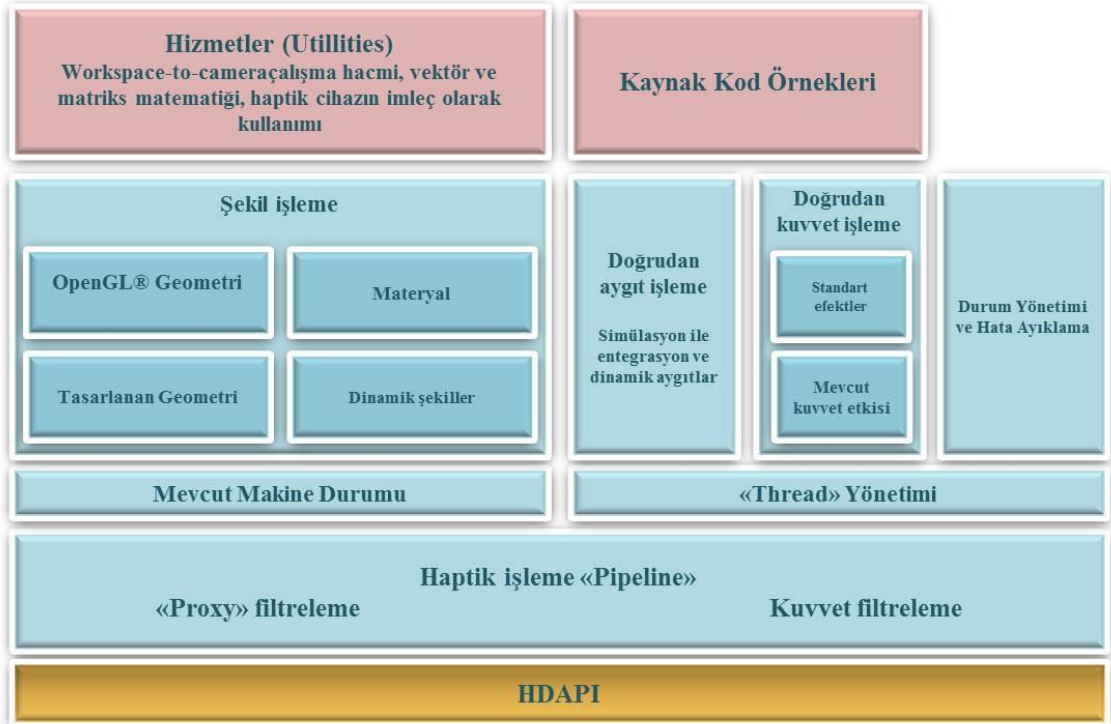 Hizmetler (Utillities)
Workspace-to-cameraçalışma hacmi, vektör ve
matriks matematiği, haptik cihazın imleç olarak
kullanımı
Kaynak Kod Örnekleri
Şekil işleme
OpenGL® Geometri
Materyal
Tasarlanan Geometri
Dinamik şekiller
Doğrudan
aygıt işleme
Simülasyon ile
entegrasyon ve
dinamik aygıtlar
Doğrudan
kuvvet işleme
Standart
efektler
Mevcut
kuvvet etkisi
Durum Yönetimi
ve Hata Ayıklama
Mevcut Makine Durumu
«Thread» Yönetimi
Haptik işleme «Pipeline»
«Proxy» filtreleme
Kuvvet filtreleme
HDAPI